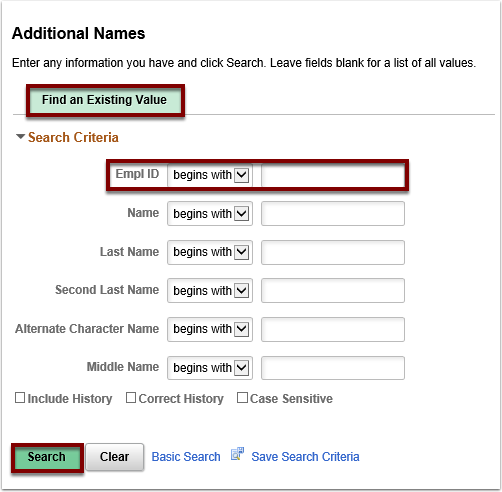 Additional Names
Enter any information you have and click Search. Leave fields blank for a list of all values.
Find an Existing Value
Search Criteria
Empl ID begins with
Name begins with
Last Name begins with
Second Last Name begins with
Alternate Character Name begins with
Middle Name begins with
Include History Correct History Case Sensitive
Search Clear Basic Search Save Search Criteria